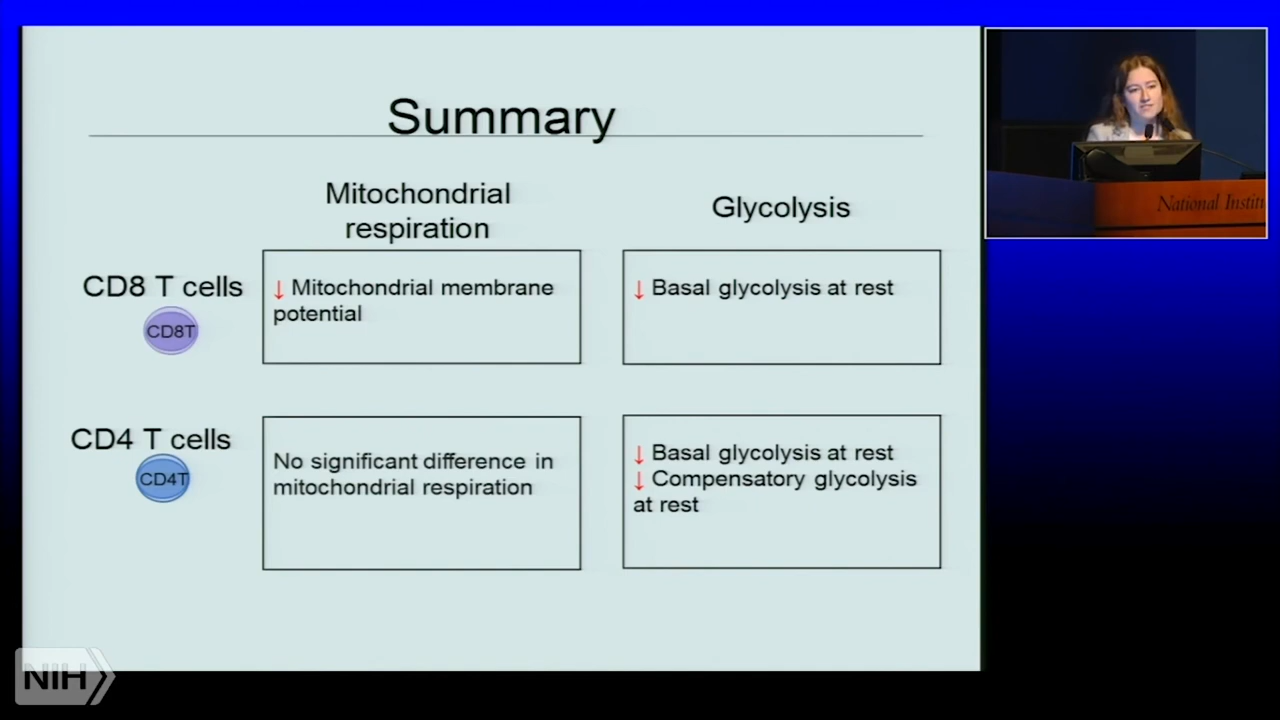 Summary
Mitochondrial
respiration
Glycolysis
CD8 T cells
CD8T
↓ Mitochondrial membrane
potential
↓ Basal glycolysis at rest
CD4 T cells
CD4T
No significant difference in
mitochondrial respiration
↓ Basal glycolysis at rest
↓ Compensatory glycolysis
at rest
National Institu
NIH